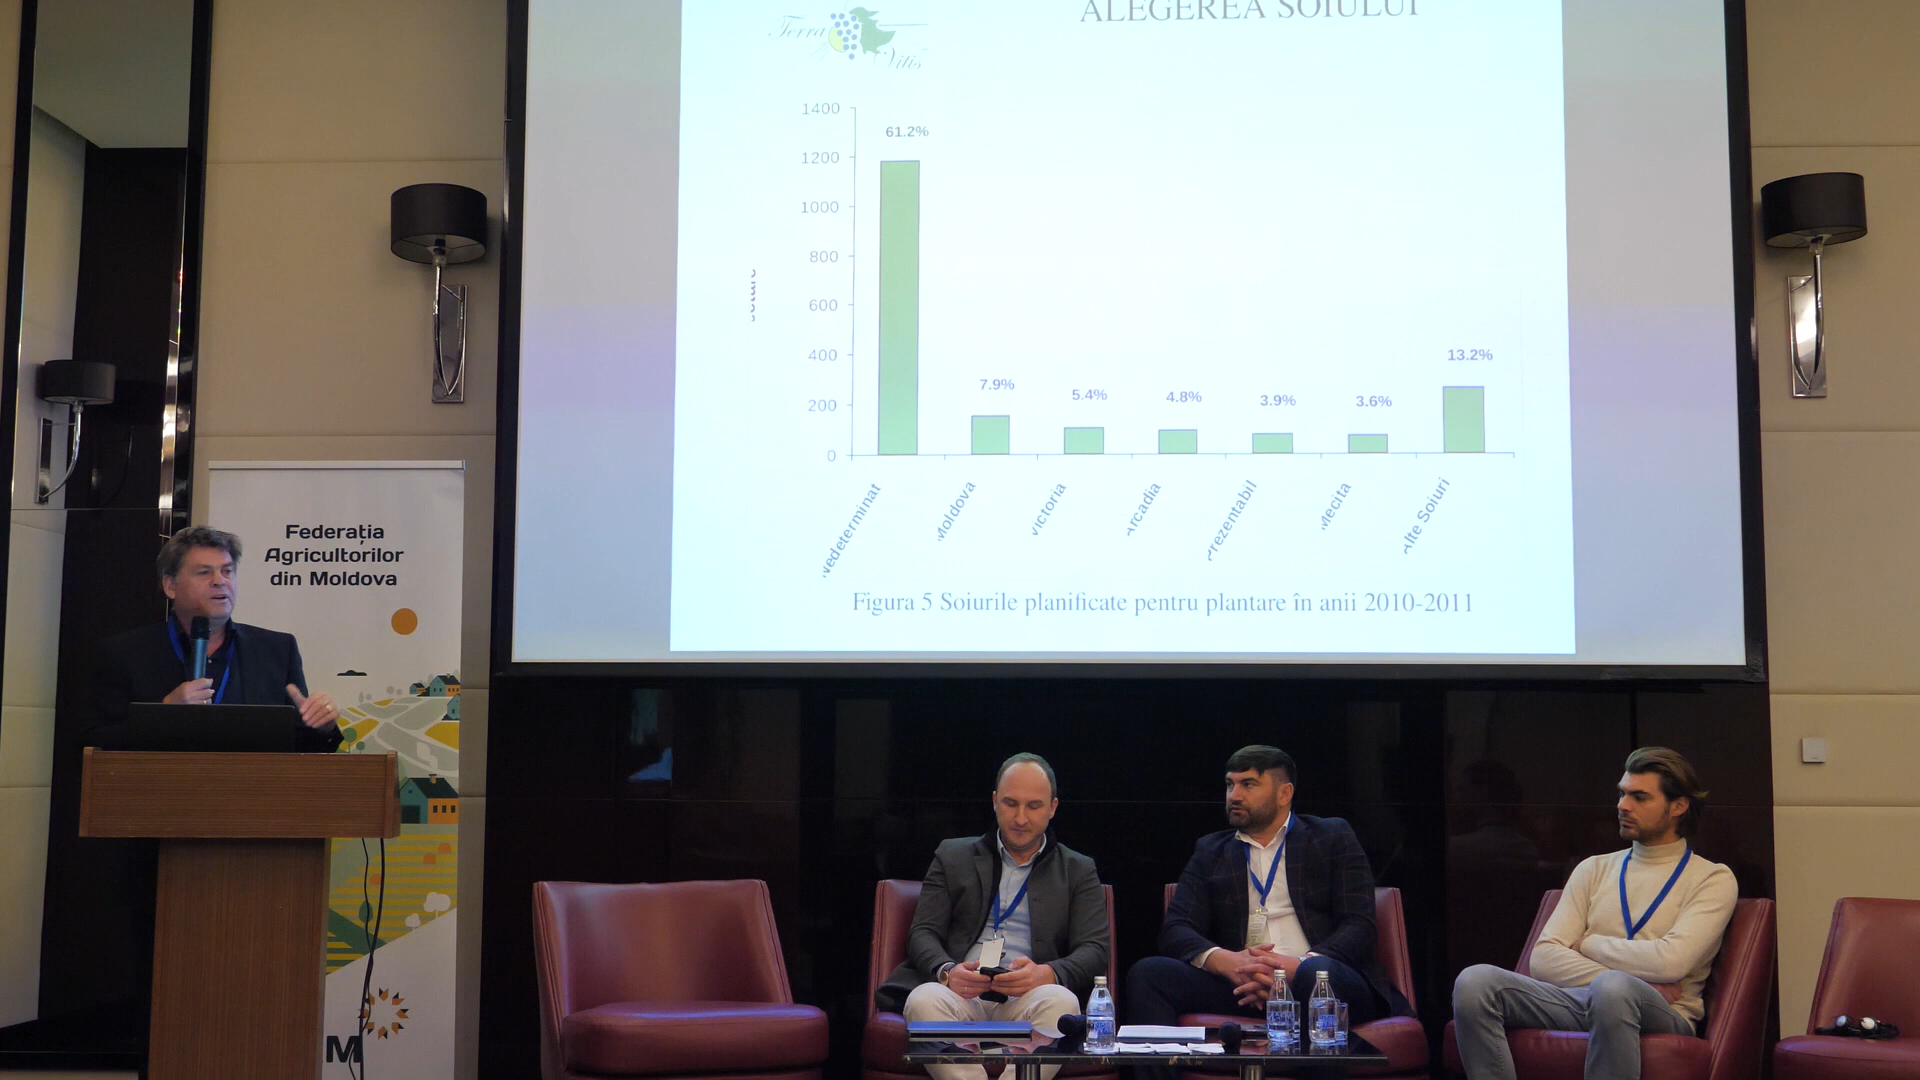 ALEGEREA SOIULUI
Terra
Vitis
1400
1200
1000
800
600
400
200
0
61.2%
7.9%
5.4%
4.8%
3.9%
3.6%
13.2%
Nedeterminat
Moldova
Victoria
Arcadia
Prezentabil
Alte Soiuri
Figura 5 Soiurile planificate pentru plantare în anii 2010-2011
Federația
Agricultorilor
din Moldova
M